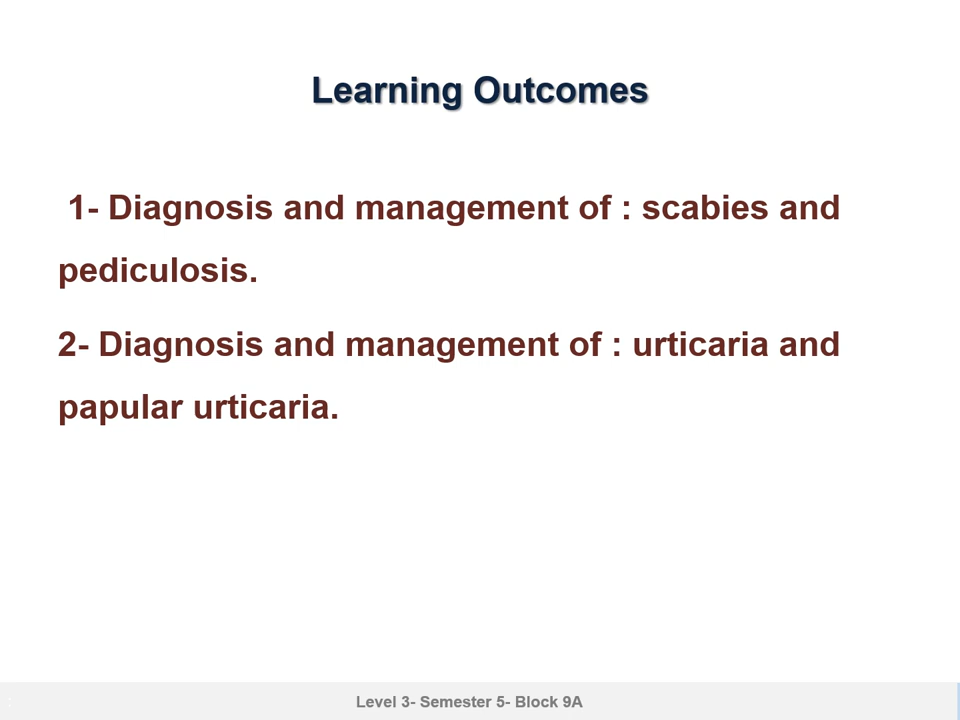 Learning Outcomes
1- Diagnosis and management of : scabies and
pediculosis.
2- Diagnosis and management of : urticaria and
papular urticaria.
Level 3- Semester 5- Block 9A